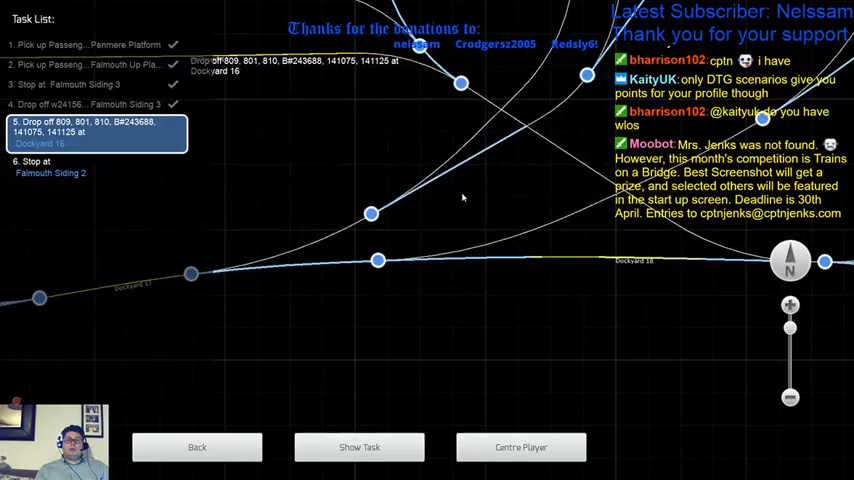 Task List:
1. Pick up Passeng... Penmere Platform
2. Pick up Passeng... Falmouth Up Pla...
3. Stop at Falmouth Siding 3
4. Drop off w24156... Falmouth Siding 3
5. Drop off 809, 801, 810, B#243688,
141075, 141125 at
Dockyard 16
6. Stop at
Falmouth Siding 2
Thanks for the donations to:
nelssam Crodgersz2005 Redsly69
Drop off 809, 801, 810, B#243688, 141075, 141125 at
Dockyard 16
Latest Subscriber: Nelssam
Thank you for your support
bharrison102: cptn i have
KaityUK: only DTG scenarios give you
points for your profile though
bharrison102: @kaityuk do you have
wlos
Moobot: Mrs. Jenks was not found.
However, this month's competition is Trains
on a Bridge. Best Screenshot will get a
prize, and selected others will be featured
in the start up screen. Deadline is 30th
April. Entries to cptnjenks@cptnjenks.com
Dockyard 17
Dockyard 18
N
Back
Show Task
Centre Player